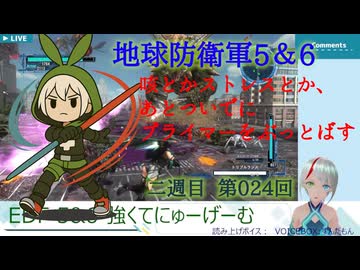 LIVE
Comments
地球防衛軍5＆6
咳とかストレスとか、
あとついでに
プライマーをぶっとばす
二週目 第024回
強くてにゅーげーむ
読み上げボイス： VOICEBOX:ずんだもん